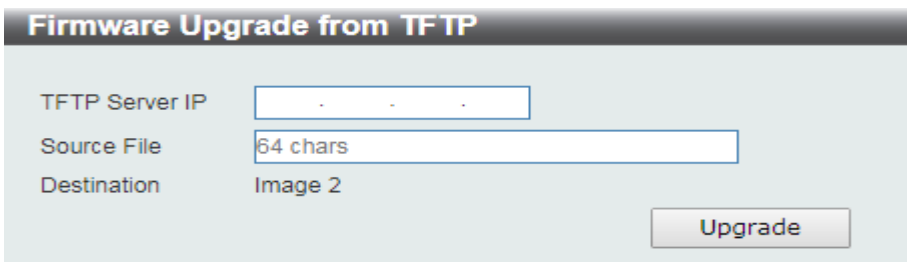 Firmware Upgrade from TFTP
TFTP Server IP . . .
Source File 64 chars
Destination Image 2
Upgrade